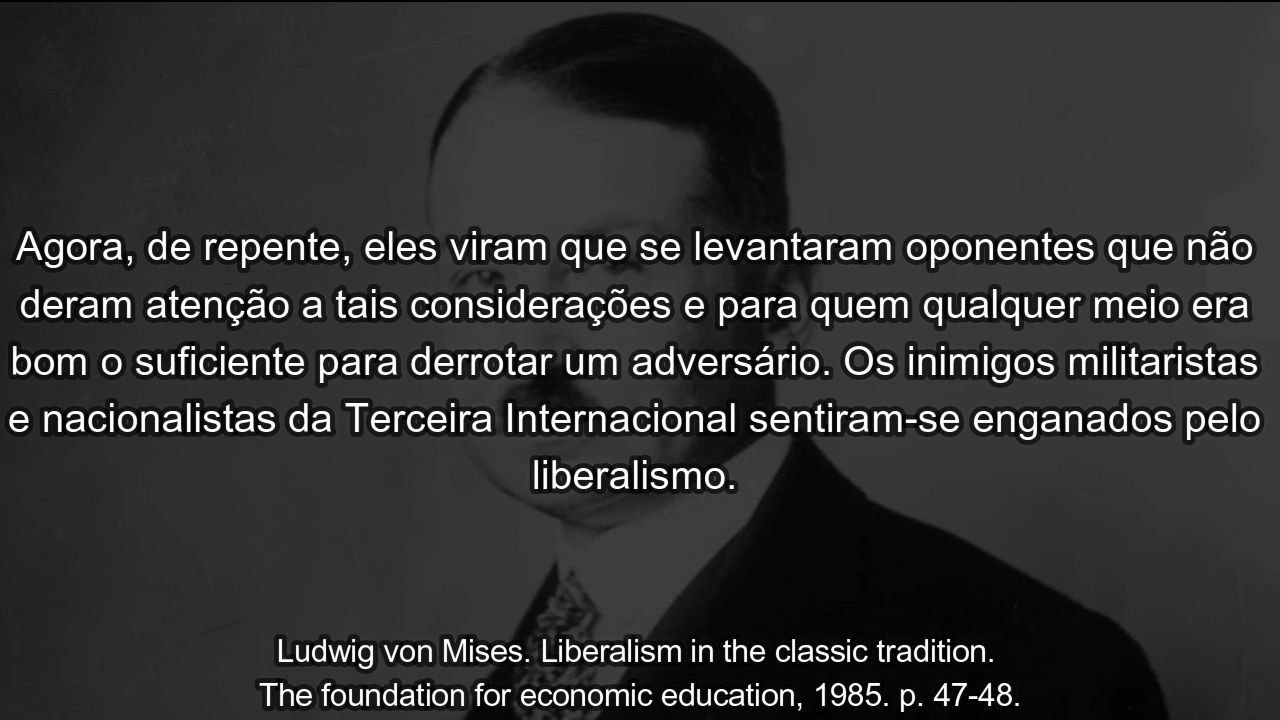 Agora, de repente, eles viram que se levantaram oponentes que não
deram atenção a tais considerações e para quem qualquer meio era
bom o suficiente para derrotar um adversário. Os inimigos militaristas
e nacionalistas da Terceira Internacional sentiram-se enganados pelo
liberalismo.
Ludwig von Mises. Liberalism in the classic tradition.
The foundation for economic education, 1985. p. 47-48.